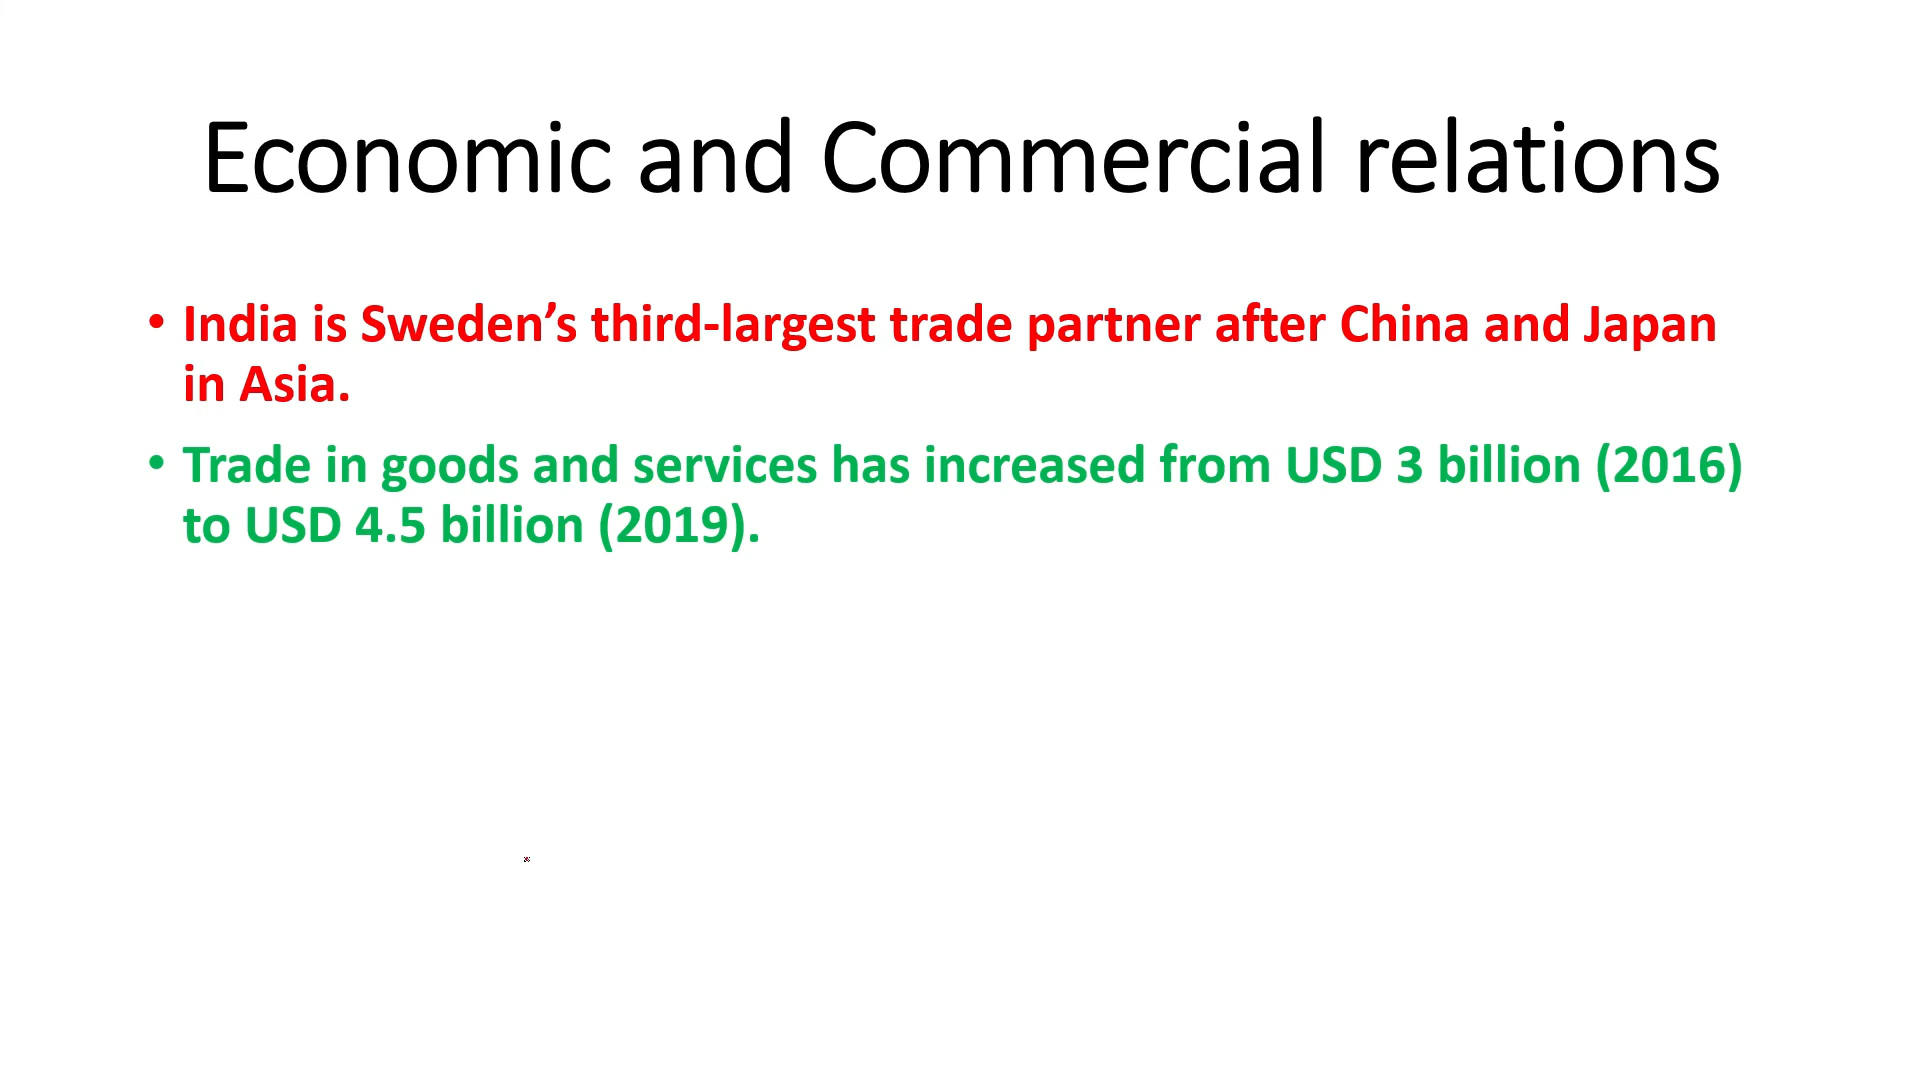 Economic and Commercial relations
• India is Sweden’s third-largest trade partner after China and Japan
in Asia.
• Trade in goods and services has increased from USD 3 billion (2016)
to USD 4.5 billion (2019).